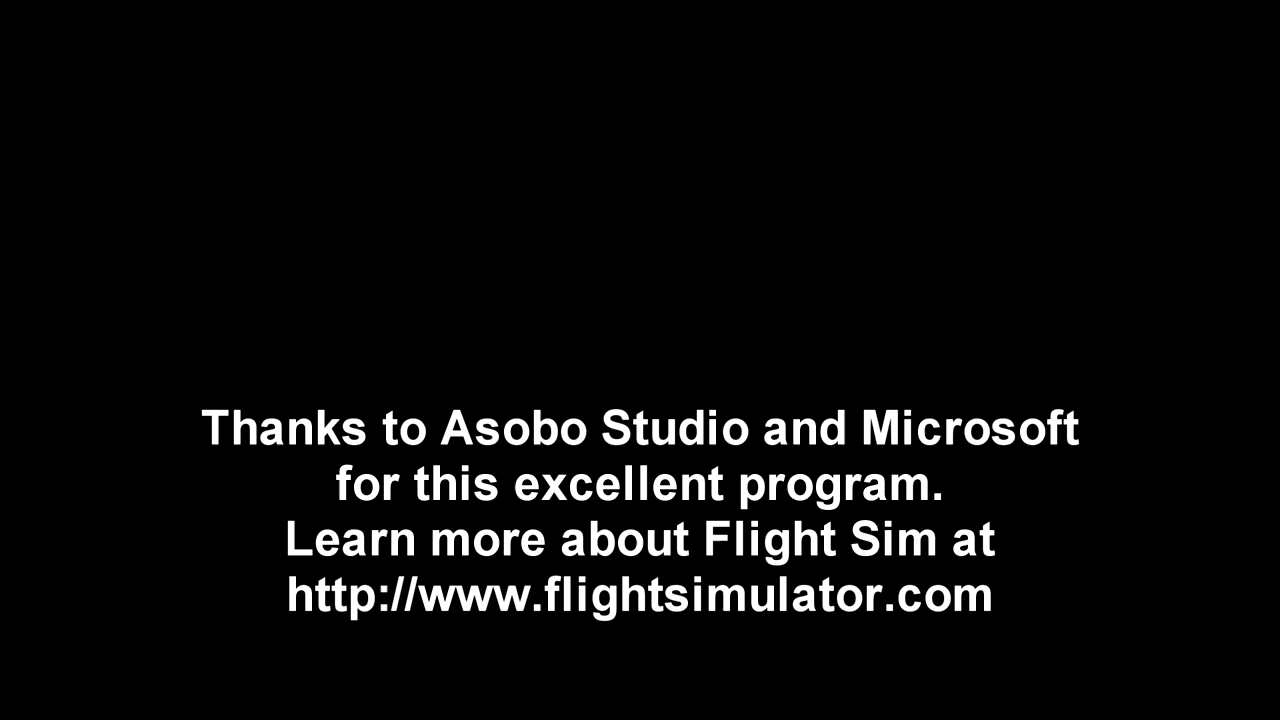 Thanks to Asobo Studio and Microsoft
for this excellent program.
Learn more about Flight Sim at
http://www.flightsimulator.com